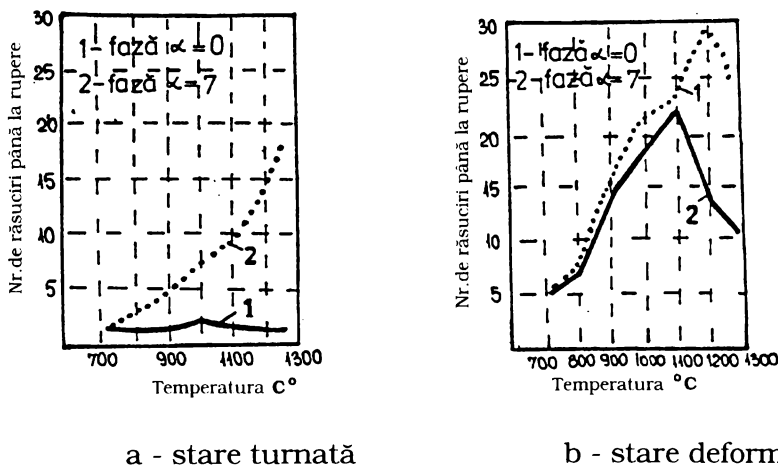 Nr. de răsuciri până la rupere
30
25
20
15
10
5
1- fază α = 0
2- fază α = 7
2
1
700 900 1100 1300
Temperatura C°
a - stare turnată
Nr. de răsuciri până la rupere
30
25
20
15
10
5
1- fază α = 0
2- fază α = 7
1
2
700 800 900 1000 1100 1200 1300
Temperatura °C
b - stare deform